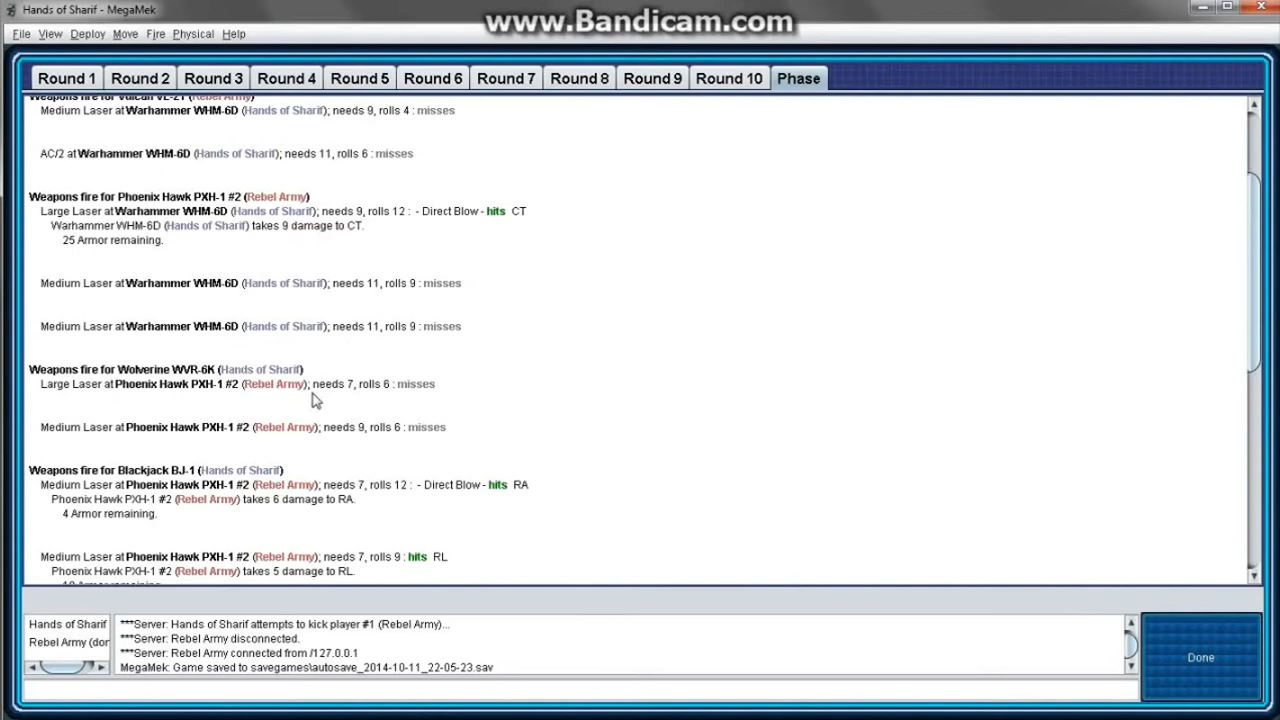 Hands of Sharif - MegaMek
www.Bandicam.com
File View Deploy Move Fire Physical Help
Round 1 Round 2 Round 3 Round 4 Round 5 Round 6 Round 7 Round 8 Round 9 Round 10 Phase
Weapons fire for Vulcan VL-2T (Rebel Army)
Medium Laser at Warhammer WHM-6D (Hands of Sharif); needs 9, rolls 4 : misses
AC/2 at Warhammer WHM-6D (Hands of Sharif); needs 11, rolls 6 : misses
Weapons fire for Phoenix Hawk PXH-1 #2 (Rebel Army)
Large Laser at Warhammer WHM-6D (Hands of Sharif); needs 9, rolls 12 : - Direct Blow - hits CT
Warhammer WHM-6D (Hands of Sharif) takes 9 damage to CT.
25 Armor remaining.
Medium Laser at Warhammer WHM-6D (Hands of Sharif); needs 11, rolls 9 : misses
Medium Laser at Warhammer WHM-6D (Hands of Sharif); needs 11, rolls 9 : misses
Weapons fire for Wolverine WVR-6K (Hands of Sharif)
Large Laser at Phoenix Hawk PXH-1 #2 (Rebel Army); needs 7, rolls 6 : misses
Medium Laser at Phoenix Hawk PXH-1 #2 (Rebel Army); needs 9, rolls 6 : misses
Weapons fire for Blackjack BJ-1 (Hands of Sharif)
Medium Laser at Phoenix Hawk PXH-1 #2 (Rebel Army); needs 7, rolls 12 : - Direct Blow - hits RA
Phoenix Hawk PXH-1 #2 (Rebel Army) takes 6 damage to RA.
4 Armor remaining.
Medium Laser at Phoenix Hawk PXH-1 #2 (Rebel Army); needs 7, rolls 9 : hits RL
Phoenix Hawk PXH-1 #2 (Rebel Army) takes 5 damage to RL.
Armor remaining.
Hands of Sharif
Rebel Army (don
***Server: Hands of Sharif attempts to kick player #1 (Rebel Army)...
***Server: Rebel Army disconnected.
***Server: Rebel Army connected from /127.0.0.1
MegaMek: Game saved to savegames\autosave_2014-10-11_22-05-23.sav
Done